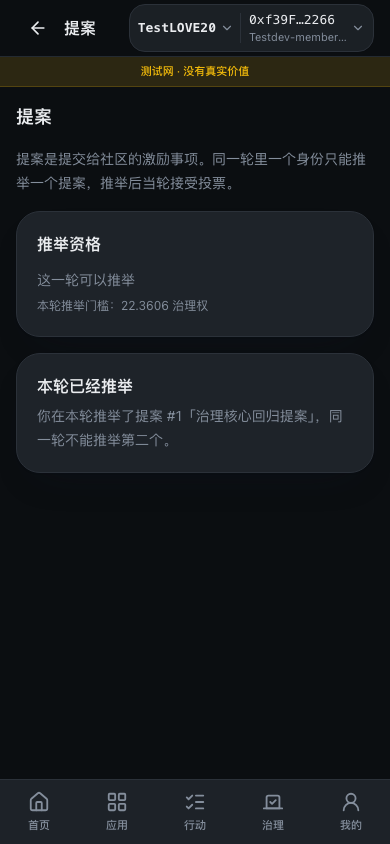 提案
TestLOVE20
0xf39F…2266
Testdev-member...
测试网 · 没有真实价值
提案
提案是提交给社区的激励事项。同一轮里一个身份只能推
举一个提案，推举后当轮接受投票。
推举资格
这一轮可以推举
本轮推举门槛：22.3606 治理权
本轮已经推举
你在本轮推举了提案 #1「治理核心回归提案」，同
一轮不能推举第二个。
首页
应用
行动
治理
我的